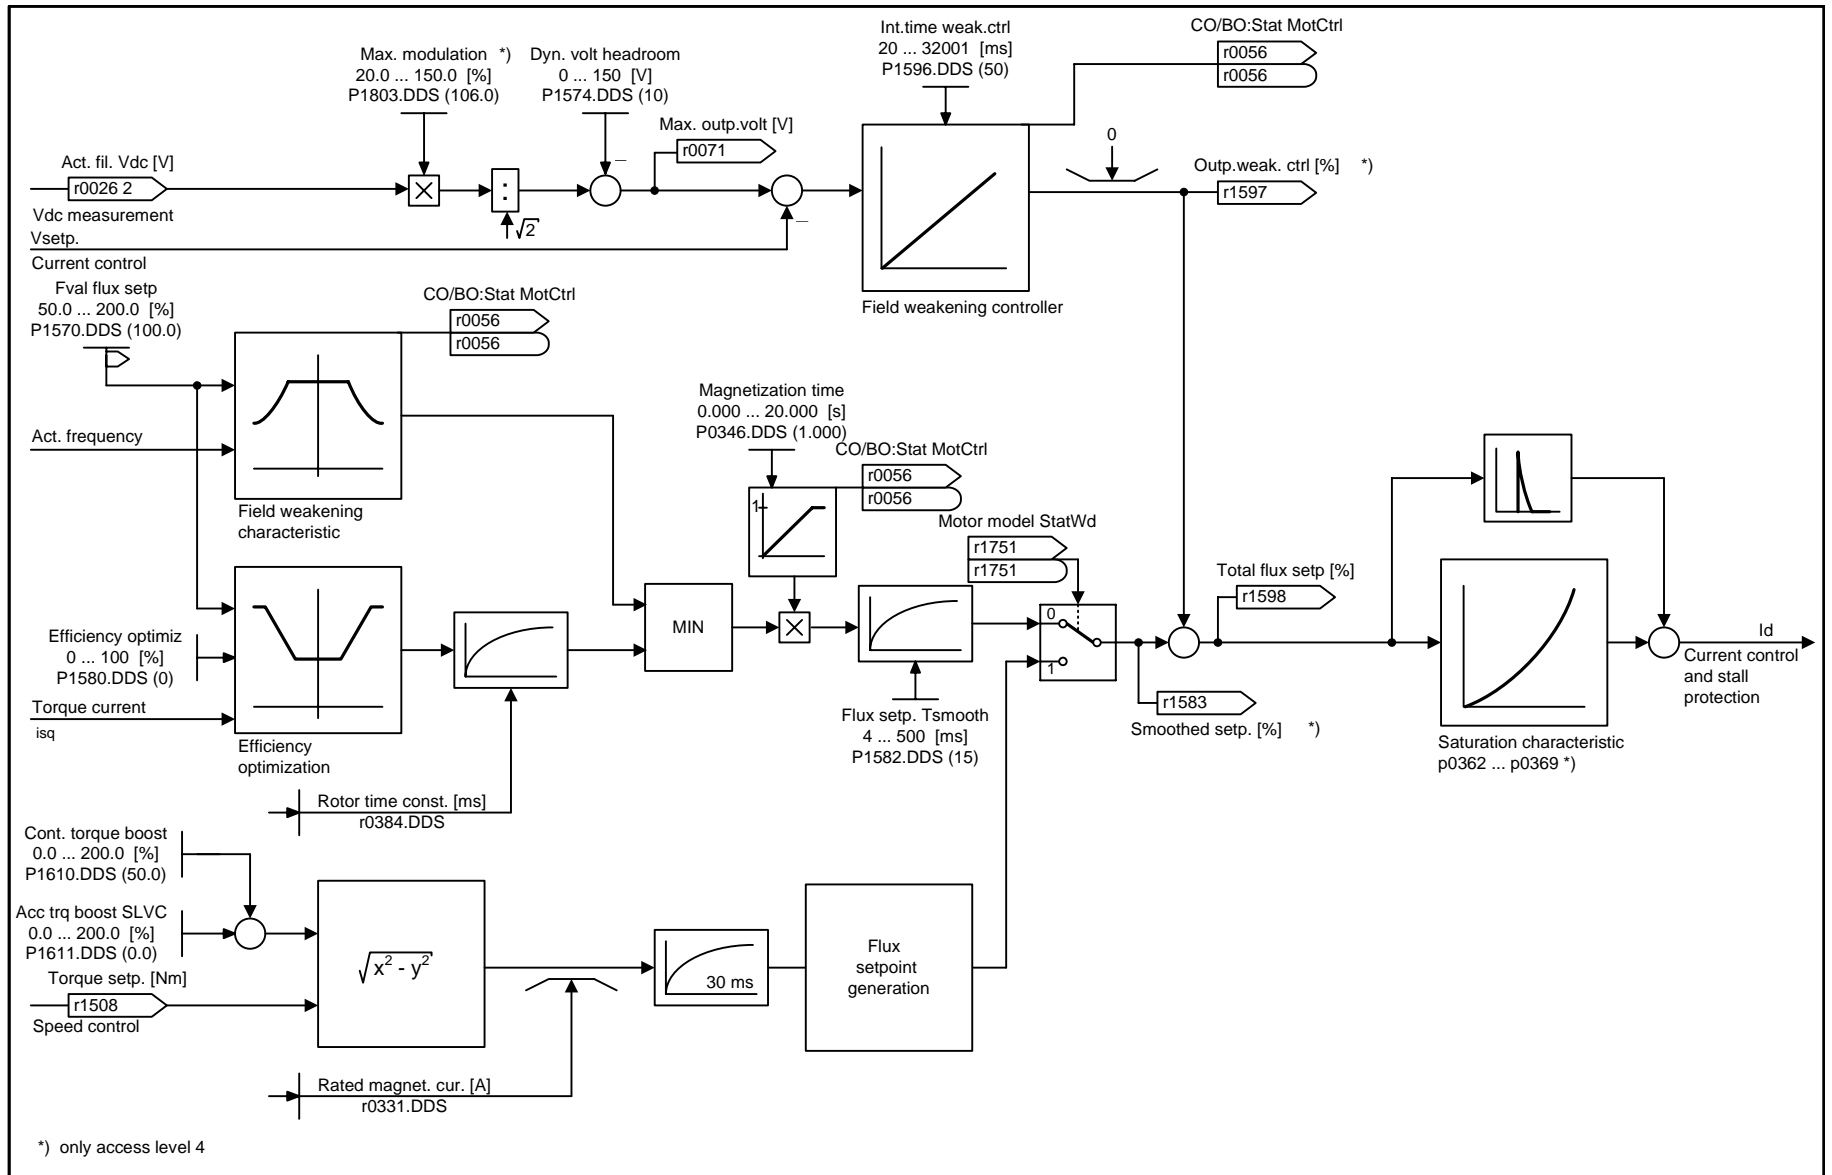 Max. modulation *)
20.0 ... 150.0 [%]
P1803.DDS (106.0)
Dyn. volt headroom
0 ... 150 [V]
P1574.DDS (10)
Int.time weak.ctrl
20 ... 32001 [ms]
P1596.DDS (50)
CO/BO:Stat MotCtrl
r0056
r0056
Max. outp.volt [V]
r0071
0
Act. fil. Vdc [V]
r0026 2
Vdc measurement
:
√2
–
–
Outp.weak. ctrl [%] *)
r1597
Vsetp.
Current control
Field weakening controller
Fval flux setp
50.0 ... 200.0 [%]
P1570.DDS (100.0)
CO/BO:Stat MotCtrl
r0056
r0056
Act. frequency
Field weakening
characteristic
Magnetization time
0.000 ... 20.000 [s]
P0346.DDS (1.000)
CO/BO:Stat MotCtrl
r0056
r0056
1
Motor model StatWd
r1751
r1751
0
1
Total flux setp [%]
r1598
Efficiency optimiz
0 ... 100 [%]
P1580.DDS (0)
MIN
Torque current
isq
Efficiency
optimization
Flux setp. Tsmooth
4 ... 500 [ms]
P1582.DDS (15)
r1583
Smoothed setp. [%] *)
Id
Current control
and stall
protection
Saturation characteristic
p0362 ... p0369 *)
Rotor time const. [ms]
r0384.DDS
Cont. torque boost
0.0 ... 200.0 [%]
P1610.DDS (50.0)
Acc trq boost SLVC
0.0 ... 200.0 [%]
P1611.DDS (0.0)
Torque setp. [Nm]
r1508
Speed control
√x² - y²
30 ms
Flux
setpoint
generation
Rated magnet. cur. [A]
r0331.DDS
*) only access level 4